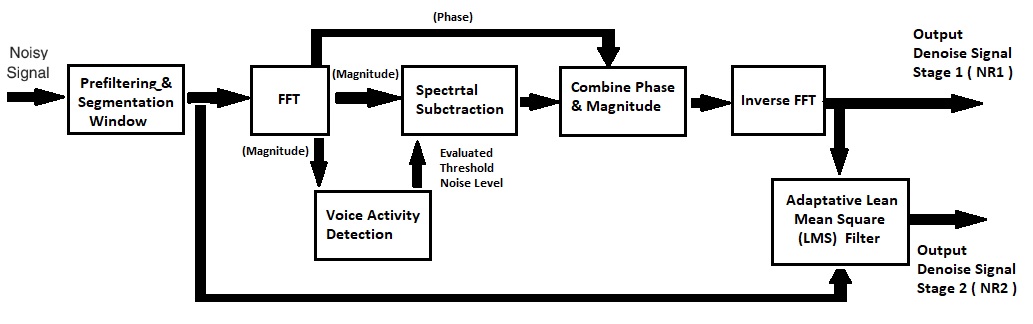 (Phase)
Output
Denoise Signal
Stage 1 ( NR1 )
Noisy
Signal
Prefiltering_&
Segmentation
Window
FFT
(Magnitude)
Spectrtal
Subctraction
Combine Phase
& Magnitude
Inverse FFT
(Magnitude)
Evaluated
Threshold
Noise Level
Voice Activity
Detection
Adaptative Lean
Mean Square
(LMS) Filter
Output
Denoise Signal
Stage 2 ( NR2 )